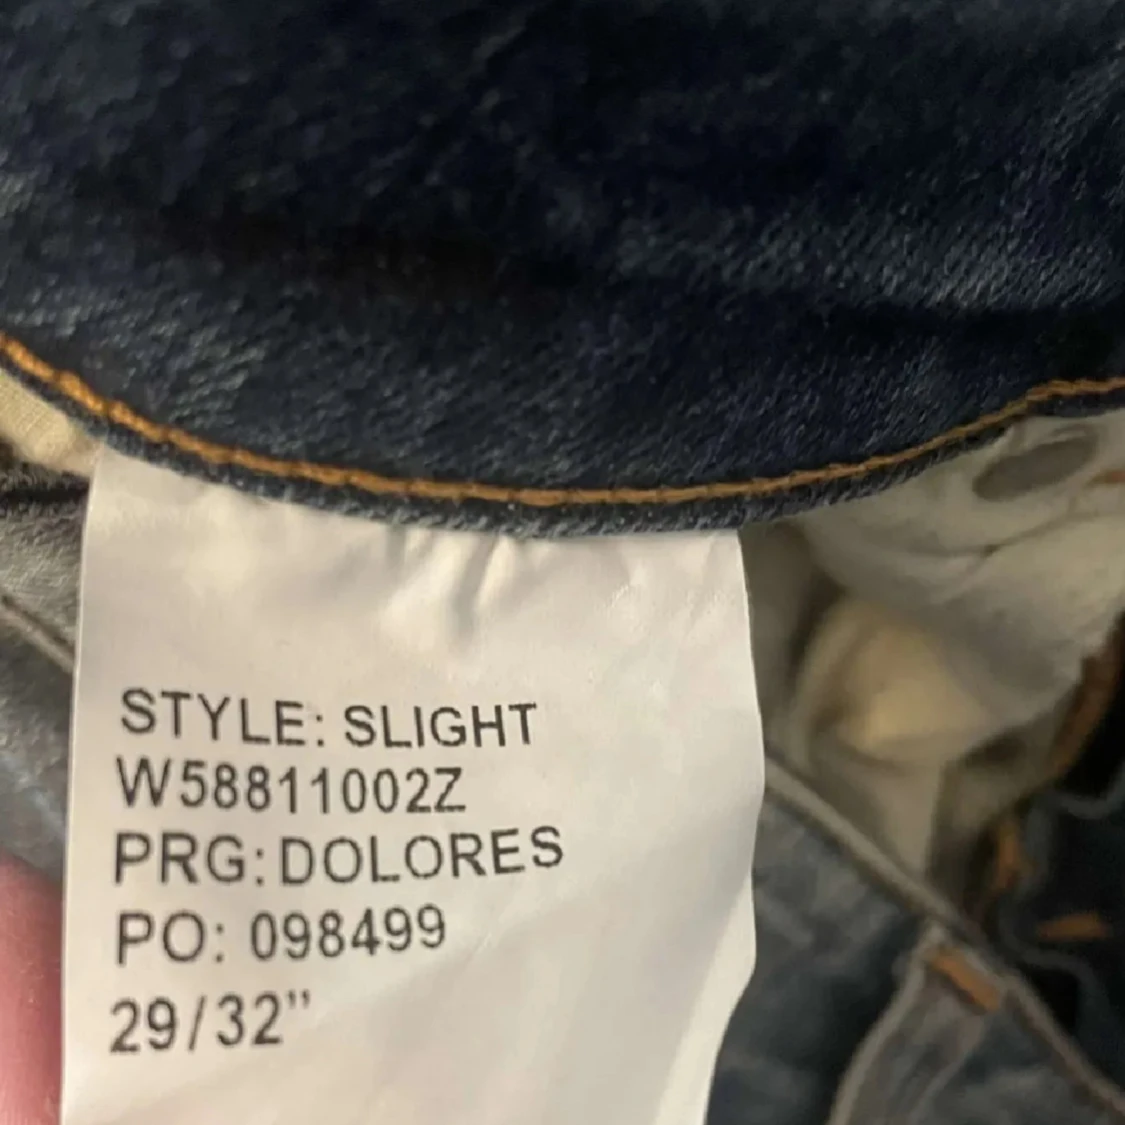 STYLE: SLIGHT
W58811002Z
PRG: DOLORES
PO: 098499
29/32"